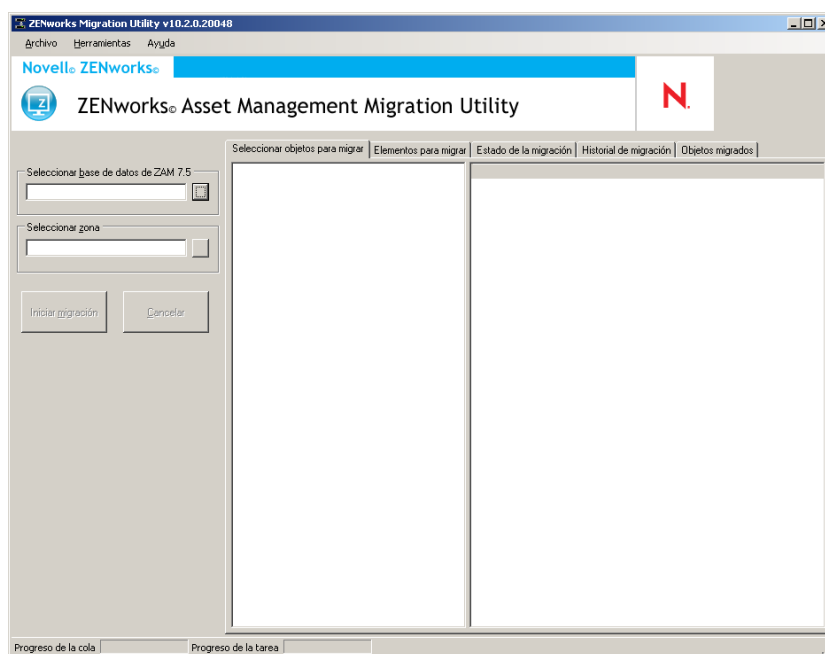 ZENworks Migration Utility v10.2.0.20048
Archivo Herramientas Ayuda
Novell® ZENworks®
ZENworks® Asset Management Migration Utility
N.
Seleccionar objetos para migrar Elementos para migrar Estado de la migración Historial de migración Objetos migrados
Seleccionar base de datos de ZAM 7.5
Seleccionar zona
Iniciar migración Cancelar
Progreso de la cola Progreso de la tarea